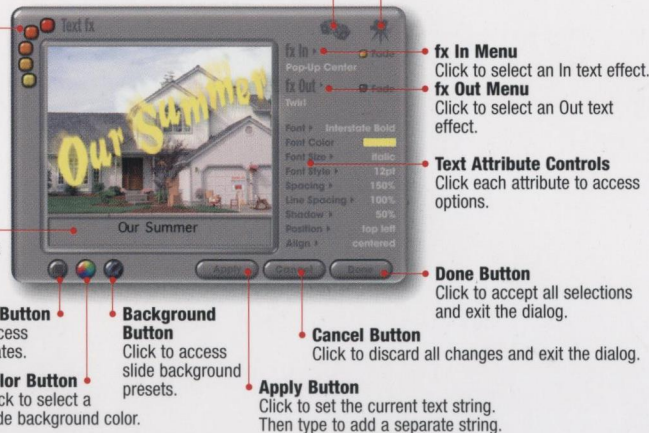 Text fx
fx In
Fade
Pop-Up Center
fx Out
Fade
Twirl
Our Summer
Font Interstate Bold
Font Color
Font Size Italic
Font Style 12pt
Spacing 150%
Line Spacing 100%
Shadow 50%
Position top left
Align centered
Our Summer
Apply
Cancel
Done
fx In Menu
Click to select an In text effect.
fx Out Menu
Click to select an Out text
effect.
Text Attribute Controls
Click each attribute to access
options.
Done Button
Click to accept all selections
and exit the dialog.
Button
Background
Button
Click to access
slide background
presets.
Cancel Button
Click to discard all changes and exit the dialog.
Button
Apply Button
Click to set the current text string.
Then type to add a separate string.
select a
background color.